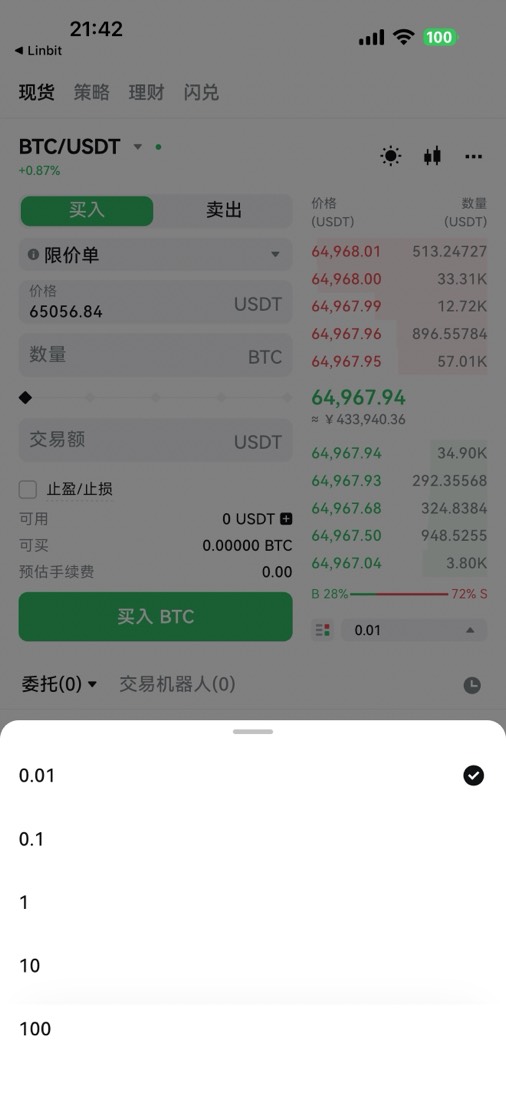 21:42
100
◀ Linbit
现货 策略 理财 闪兑
BTC/USDT
+0.87%
买入 卖出
限价单
价格
65056.84 USDT
数量 BTC
交易额 USDT
止盈/止损
可用 0 USDT
可买 0.00000 BTC
预估手续费 0.00
买入 BTC
价格 数量
(USDT) (USDT)
64,968.01 513.24727
64,968.00 33.31K
64,967.99 12.72K
64,967.96 896.55784
64,967.95 57.01K
64,967.94
≈ ¥433,940.36
64,967.94 34.90K
64,967.93 292.35568
64,967.68 324.8384
64,967.50 948.5255
64,967.04 3.80K
B 28% 72% S
0.01
委托(0) 交易机器人(0)
0.01
0.1
1
10
100